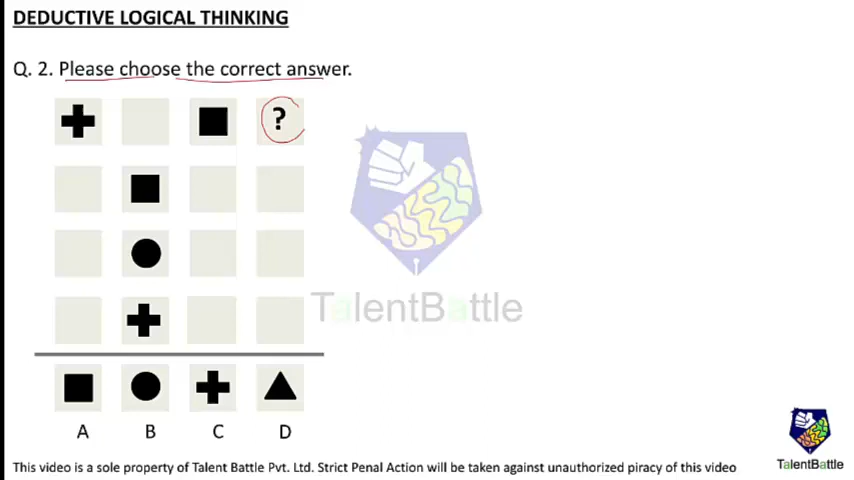 DEDUCTIVE LOGICAL THINKING
Q. 2. Please choose the correct answer.
?
TalentBattle
A B C D
TalentBattle
This video is a sole property of Talent Battle Pvt. Ltd. Strict Penal Action will be taken against unauthorized piracy of this video